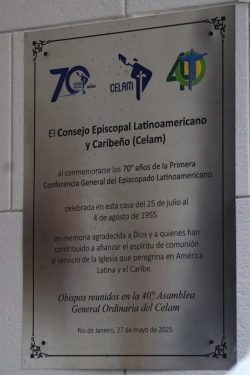 70 años
CELAM
40
El Consejo Episcopal Latinoamericano
y Caribeño (Celam)
al conmemorarse los 70° años de la Primera
Conferencia General del Episcopado Latinoamericano
celebrada en esta casa del 25 de julio al
4 de agosto de 1955
en memoria agradecida a Dios y a quienes han
contribuido a afianzar el espíritu de comunión
al servicio de la Iglesia que peregrina en América
Latina y el Caribe.
Obispos reunidos en la 40° Asamblea
General Ordinaria del Celam
Rio de Janeiro, 27 de mayo de 2025